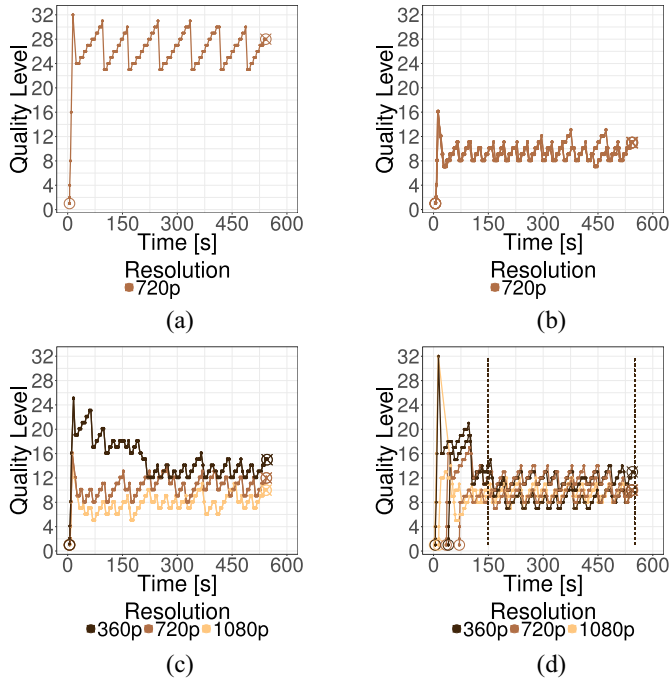 32
28
24
20
16
12
8
4
0
Quality Level
0 150 300 450 600
Time [s]
Resolution
720p
(a)
32
28
24
20
16
12
8
4
0
Quality Level
0 150 300 450 600
Time [s]
Resolution
720p
(b)
32
28
24
20
16
12
8
4
0
Quality Level
0 150 300 450 600
Time [s]
Resolution
360p 720p 1080p
(c)
32
28
24
20
16
12
8
4
0
Quality Level
0 150 300 450 600
Time [s]
Resolution
360p 720p 1080p
(d)